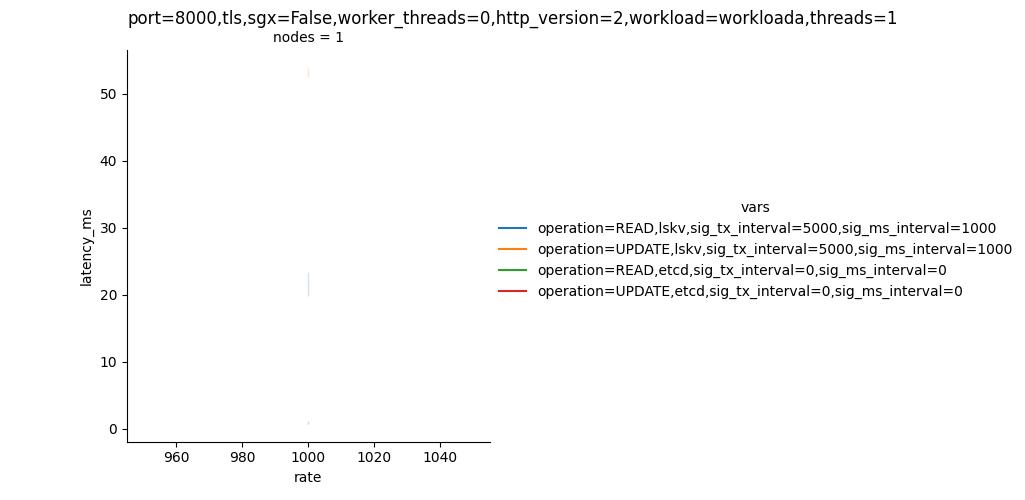 port=8000,tls,sgx=False,worker_threads=0,http_version=2,workload=workloada,threads=1
nodes = 1
50
40
30
20
10
0
latency_ms
960
980
1000
1020
1040
rate
vars
operation=READ,lskv,sig_tx_interval=5000,sig_ms_interval=1000
operation=UPDATE,lskv,sig_tx_interval=5000,sig_ms_interval=1000
operation=READ,etcd,sig_tx_interval=0,sig_ms_interval=0
operation=UPDATE,etcd,sig_tx_interval=0,sig_ms_interval=0